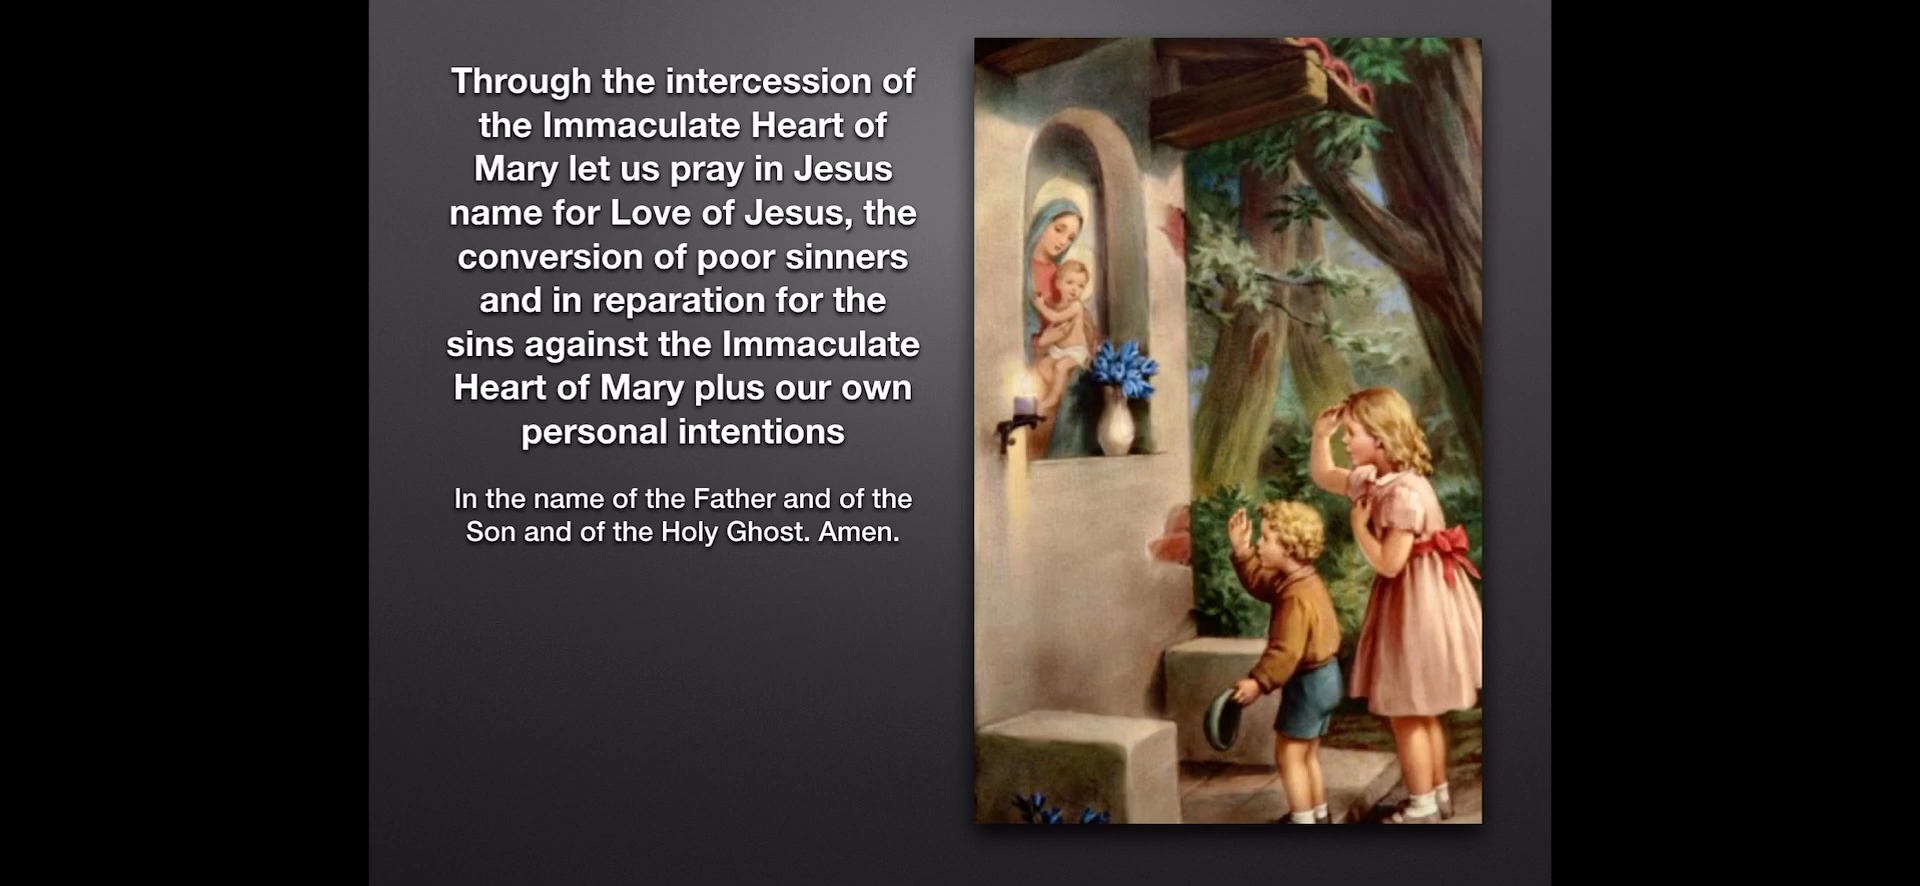 Through the intercession of
the Immaculate Heart of
Mary let us pray in Jesus
name for Love of Jesus, the
conversion of poor sinners
and in reparation for the
sins against the Immaculate
Heart of Mary plus our own
personal intentions
In the name of the Father and of the
Son and of the Holy Ghost. Amen.